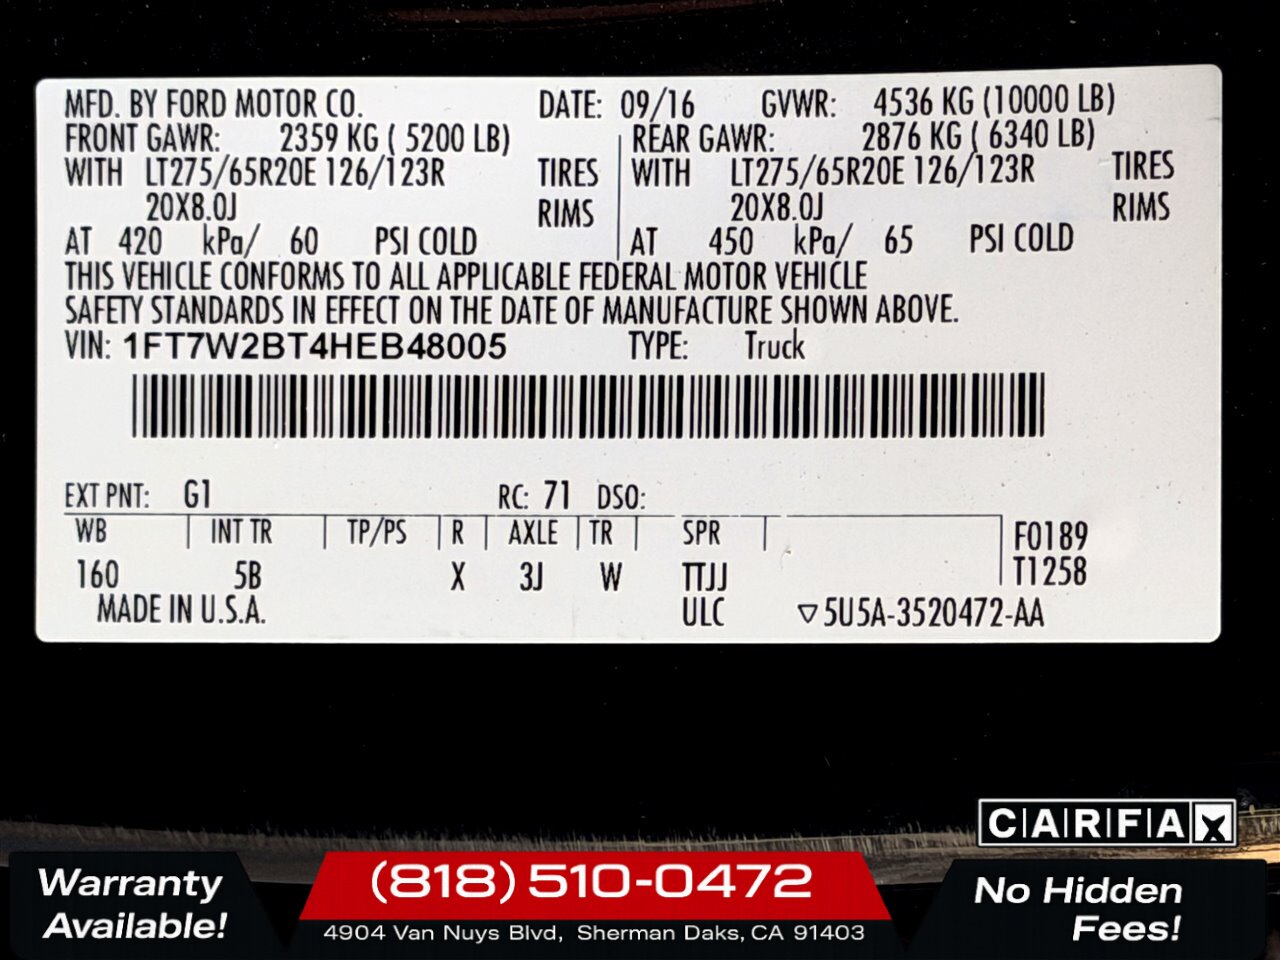 MFD. BY FORD MOTOR CO. DATE: 09/16 GVWR: 4536 KG (10000 LB)
FRONT GAWR: 2359 KG ( 5200 LB) REAR GAWR: 2876 KG ( 6340 LB)
WITH LT275/65R20E 126/123R TIRES WITH LT275/65R20E 126/123R TIRES
20X8.0J RIMS 20X8.0J RIMS
AT 420 kPa/ 60 PSI COLD AT 450 kPa/ 65 PSI COLD
THIS VEHICLE CONFORMS TO ALL APPLICABLE FEDERAL MOTOR VEHICLE
SAFETY STANDARDS IN EFFECT ON THE DATE OF MANUFACTURE SHOWN ABOVE.
VIN: 1FT7W2BT4HEB48005 TYPE: Truck
EXT PNT: G1 RC: 71 DSO:
WB INT TR TP/PS R AXLE TR SPR F0189
160 5B X 3J W TTJJ T1258
MADE IN U.S.A. ULC ▽5U5A-3520472-AA
CARFAX
Warranty Available!
(818) 510-0472
4904 Van Nuys Blvd, Sherman Daks, CA 91403
No Hidden Fees!